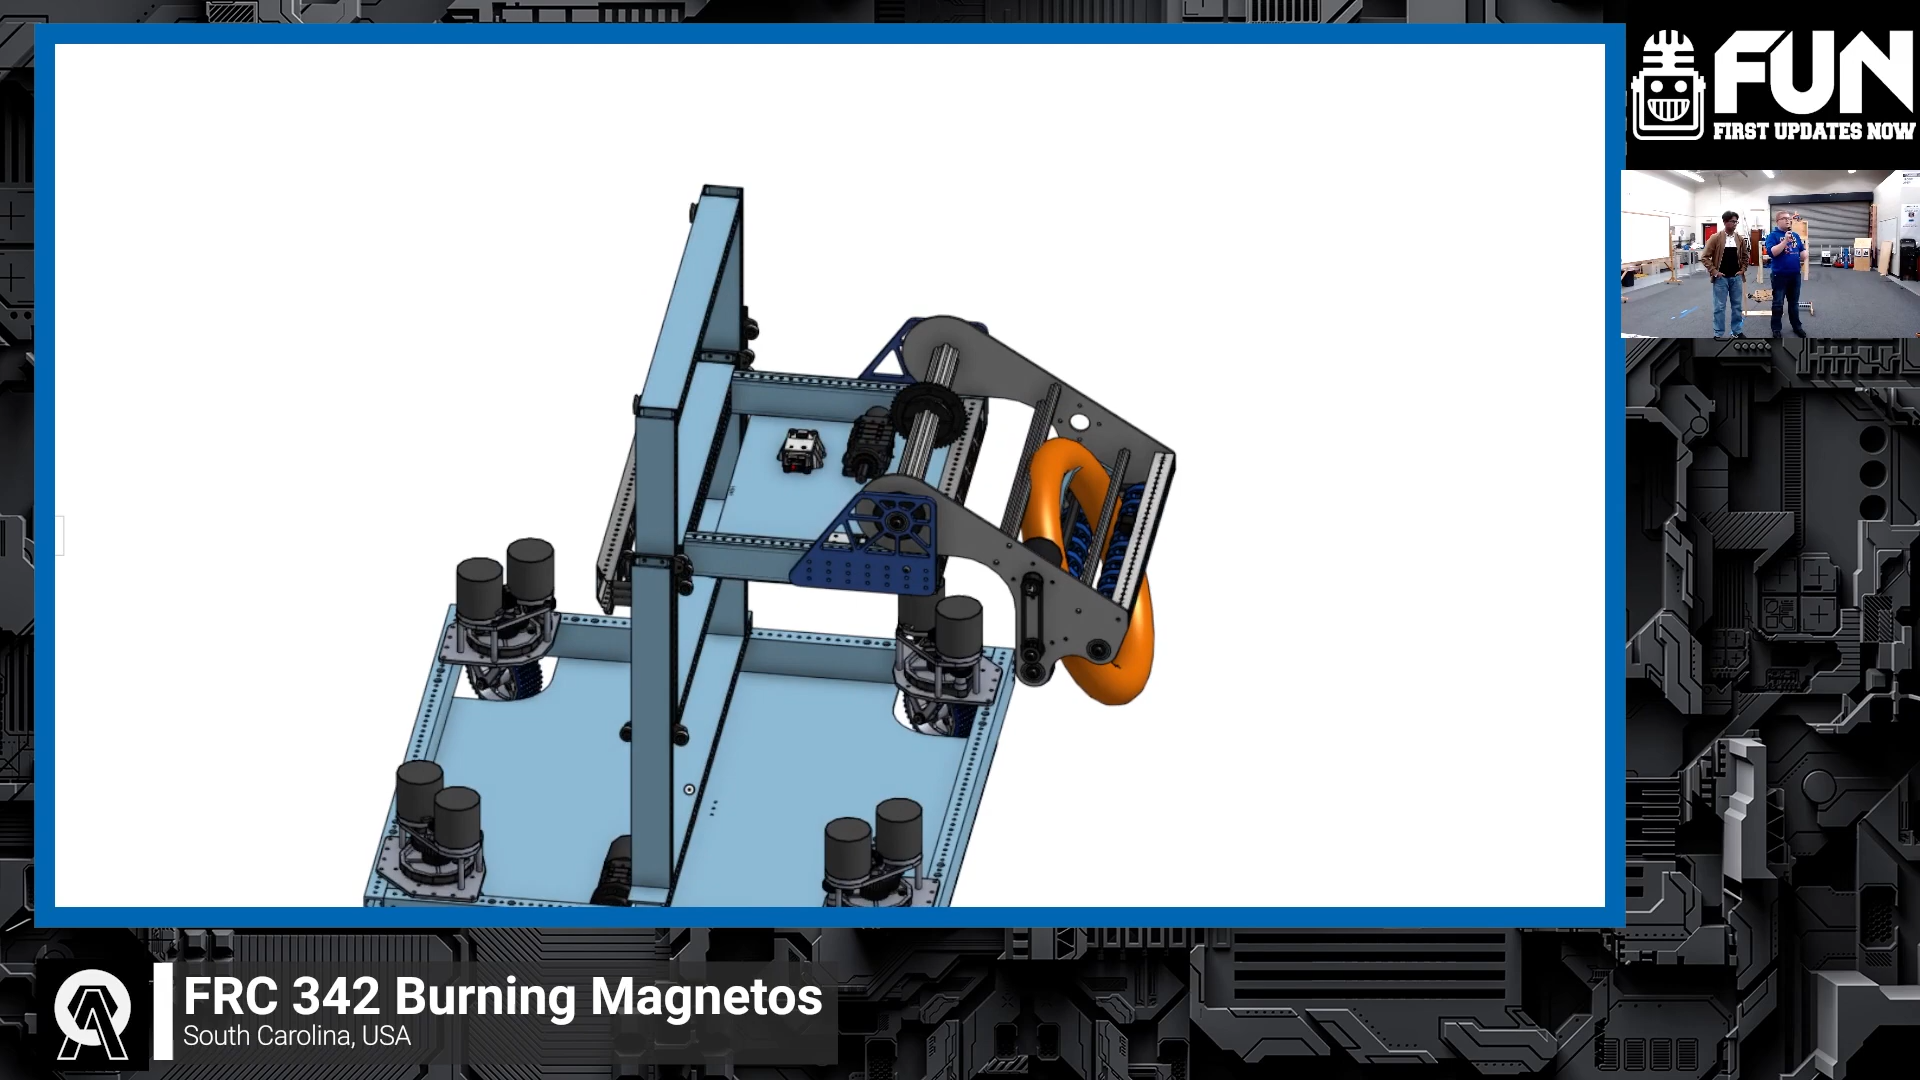 FUN
FIRST UPDATES NOW
FRC 342 Burning Magnetos
South Carolina, USA